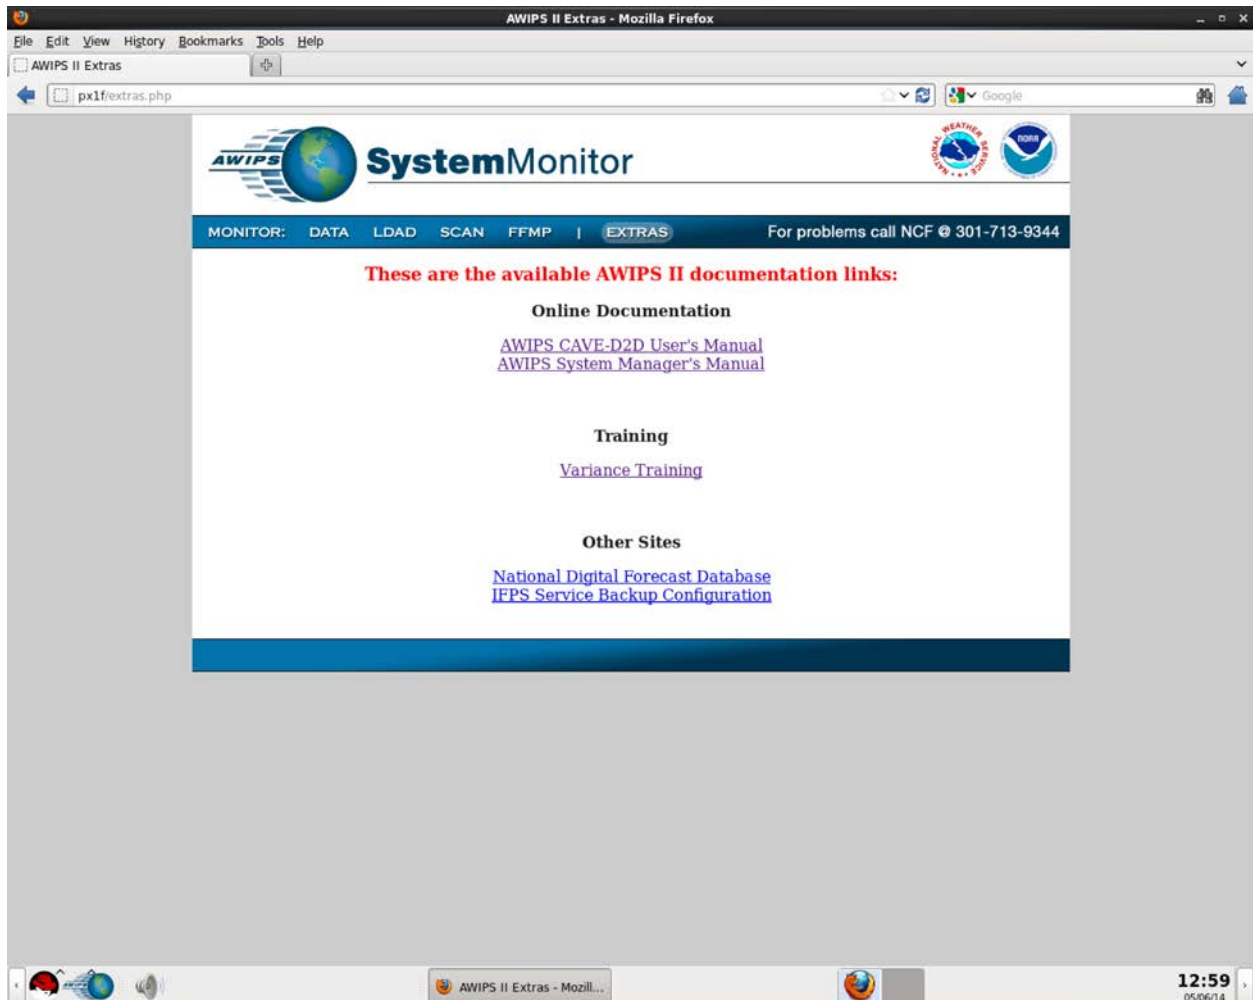 AWIPS II Extras - Mozilla Firefox
File Edit View History Bookmarks Tools Help
AWIPS II Extras
px1f/extras.php
Google
AWIPS
SystemMonitor
NATIONAL WEATHER SERVICE
NOAA
MONITOR: DATA LDAD SCAN FFMP | EXTRAS For problems call NCF @ 301-713-9344
These are the available AWIPS II documentation links:
Online Documentation
AWIPS CAVE-D2D User's Manual
AWIPS System Manager's Manual
Training
Variance Training
Other Sites
National Digital Forecast Database
IFPS Service Backup Configuration
AWIPS II Extras - Mozill...
12:59
05/06/14